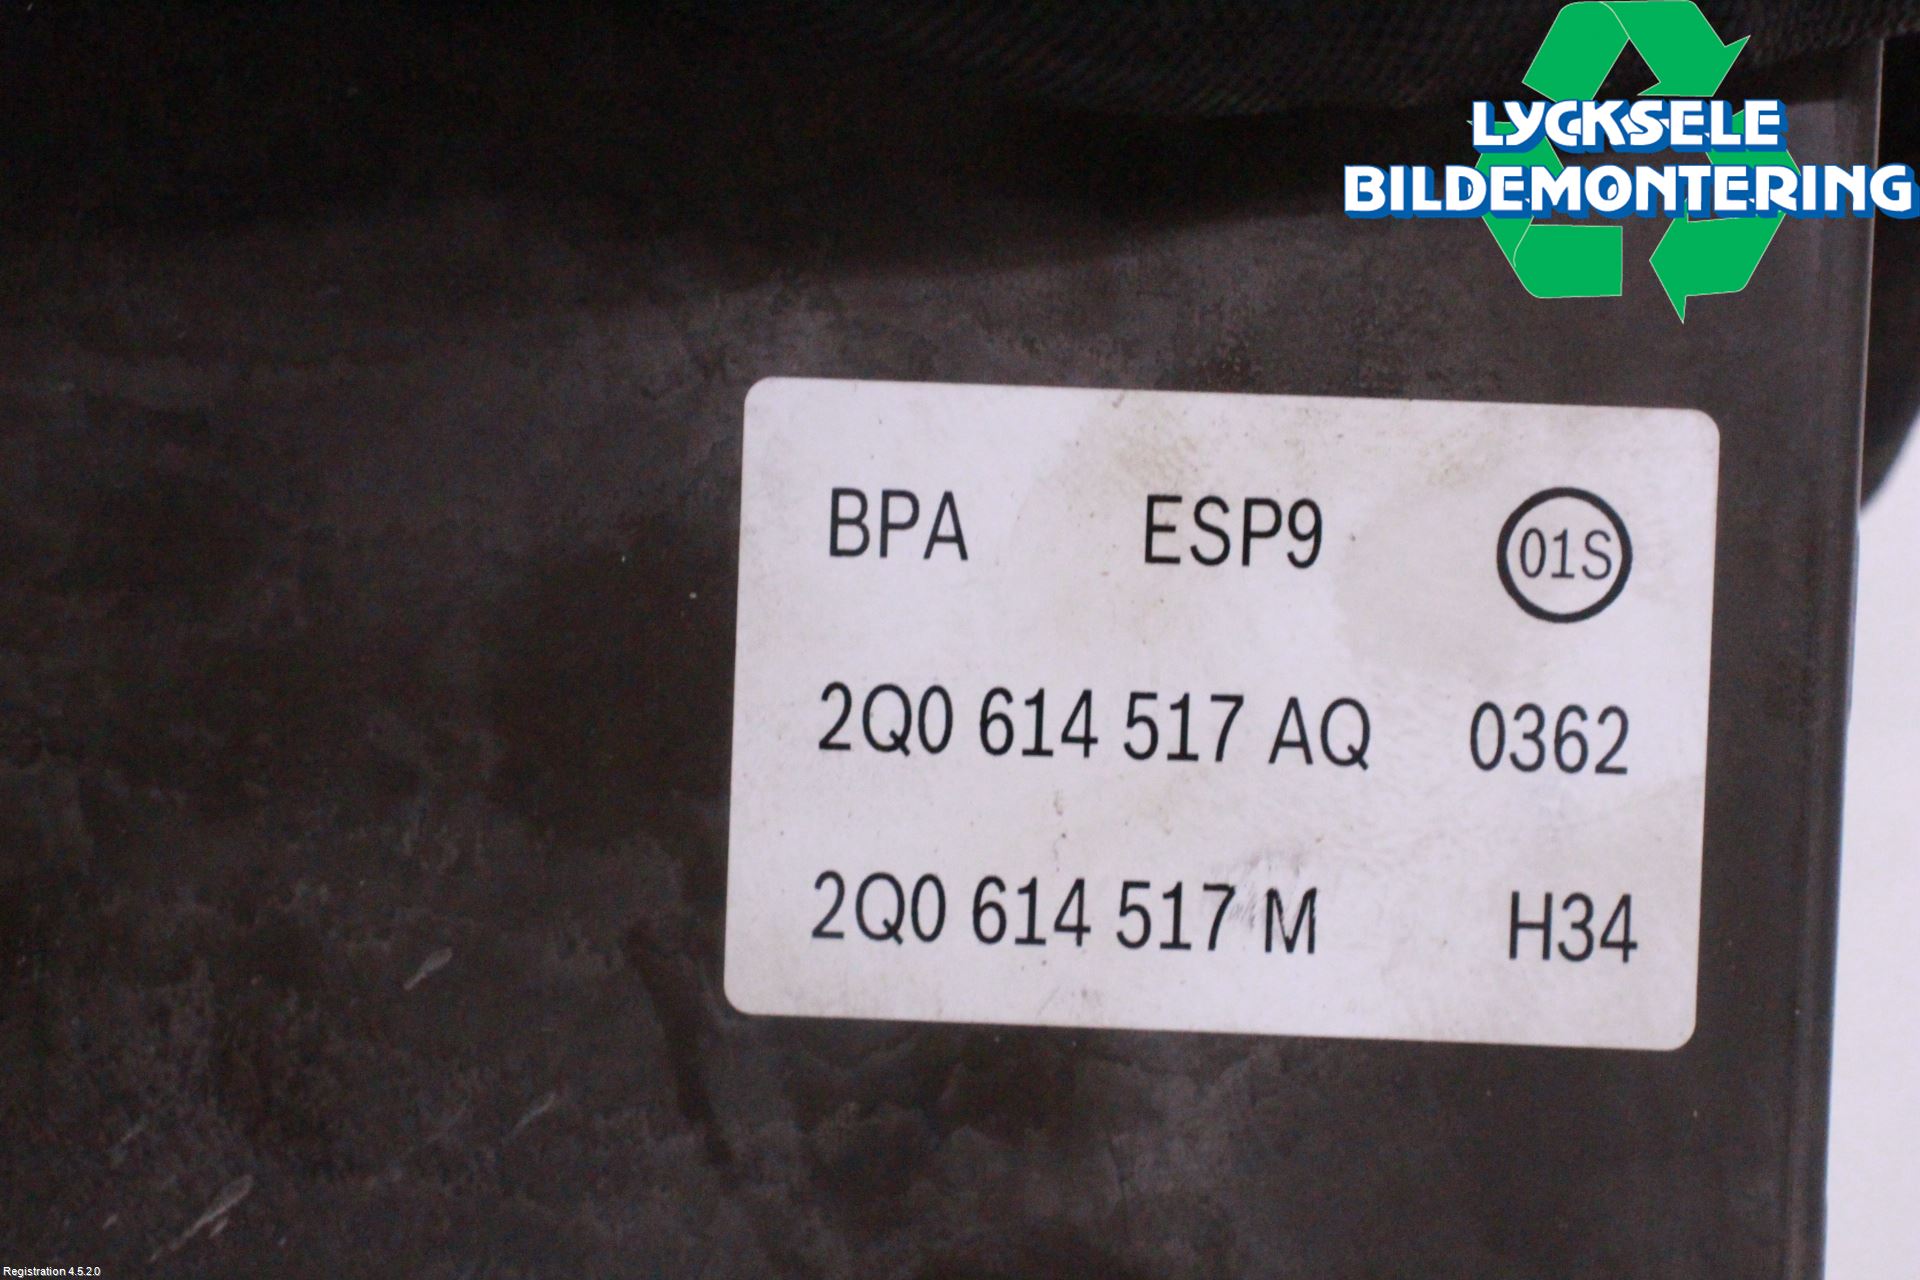 LYCKSELE
BILDEMONTERING
BPA ESP9 01S
2Q0 614 517 AQ 0362
2Q0 614 517 M H34
Registration 4.5.2.0